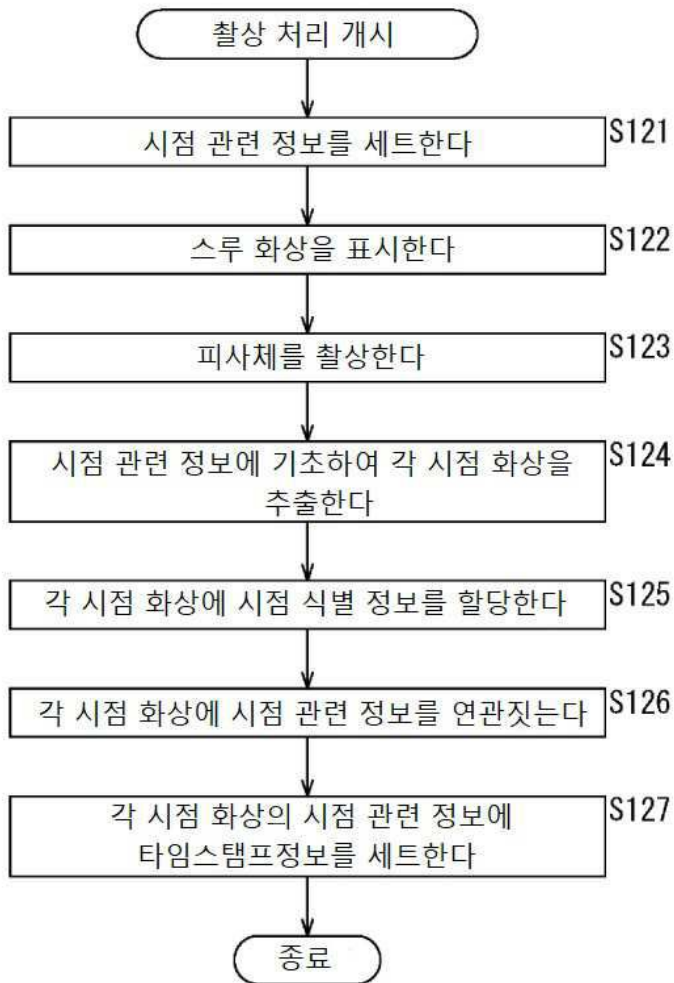 촬상 처리 개시
시점 관련 정보를 세트한다
S121
스루 화상을 표시한다
S122
피사체를 촬상한다
S123
시점 관련 정보에 기초하여 각 시점 화상을
추출한다
S124
각 시점 화상에 시점 식별 정보를 할당한다
S125
각 시점 화상에 시점 관련 정보를 연관짓는다
S126
각 시점 화상의 시점 관련 정보에
타임스탬프정보를 세트한다
S127
종료